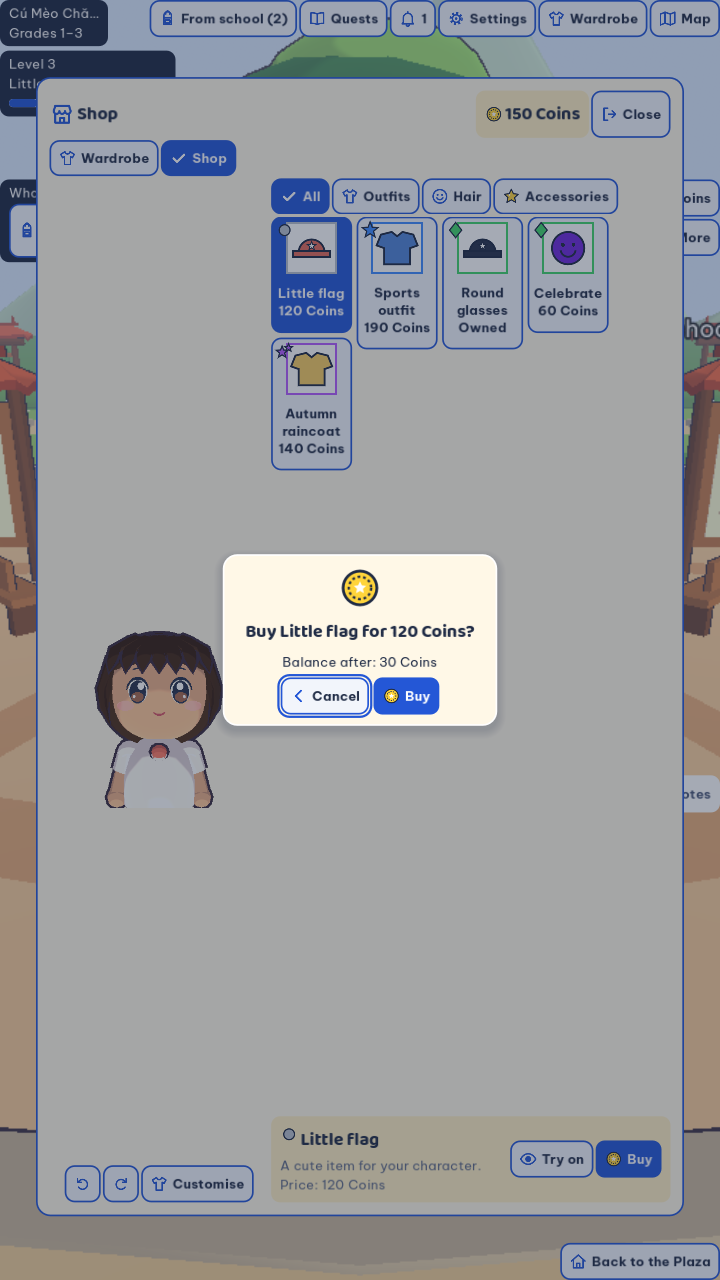 Cú Mèo Chă...
Grades 1–3
From school (2)
Quests
1
Settings
Wardrobe
Map
Level 3
Shop
150 Coins
Close
Wardrobe
Shop
All
Outfits
Hair
Accessories
Little flag
120 Coins
Sports
outfit
190 Coins
Round
glasses
Owned
Celebrate
60 Coins
Autumn
raincoat
140 Coins
Buy Little flag for 120 Coins?
Balance after: 30 Coins
Cancel
Buy
Little flag
A cute item for your character.
Price: 120 Coins
Try on
Buy
Customise
Back to the Plaza